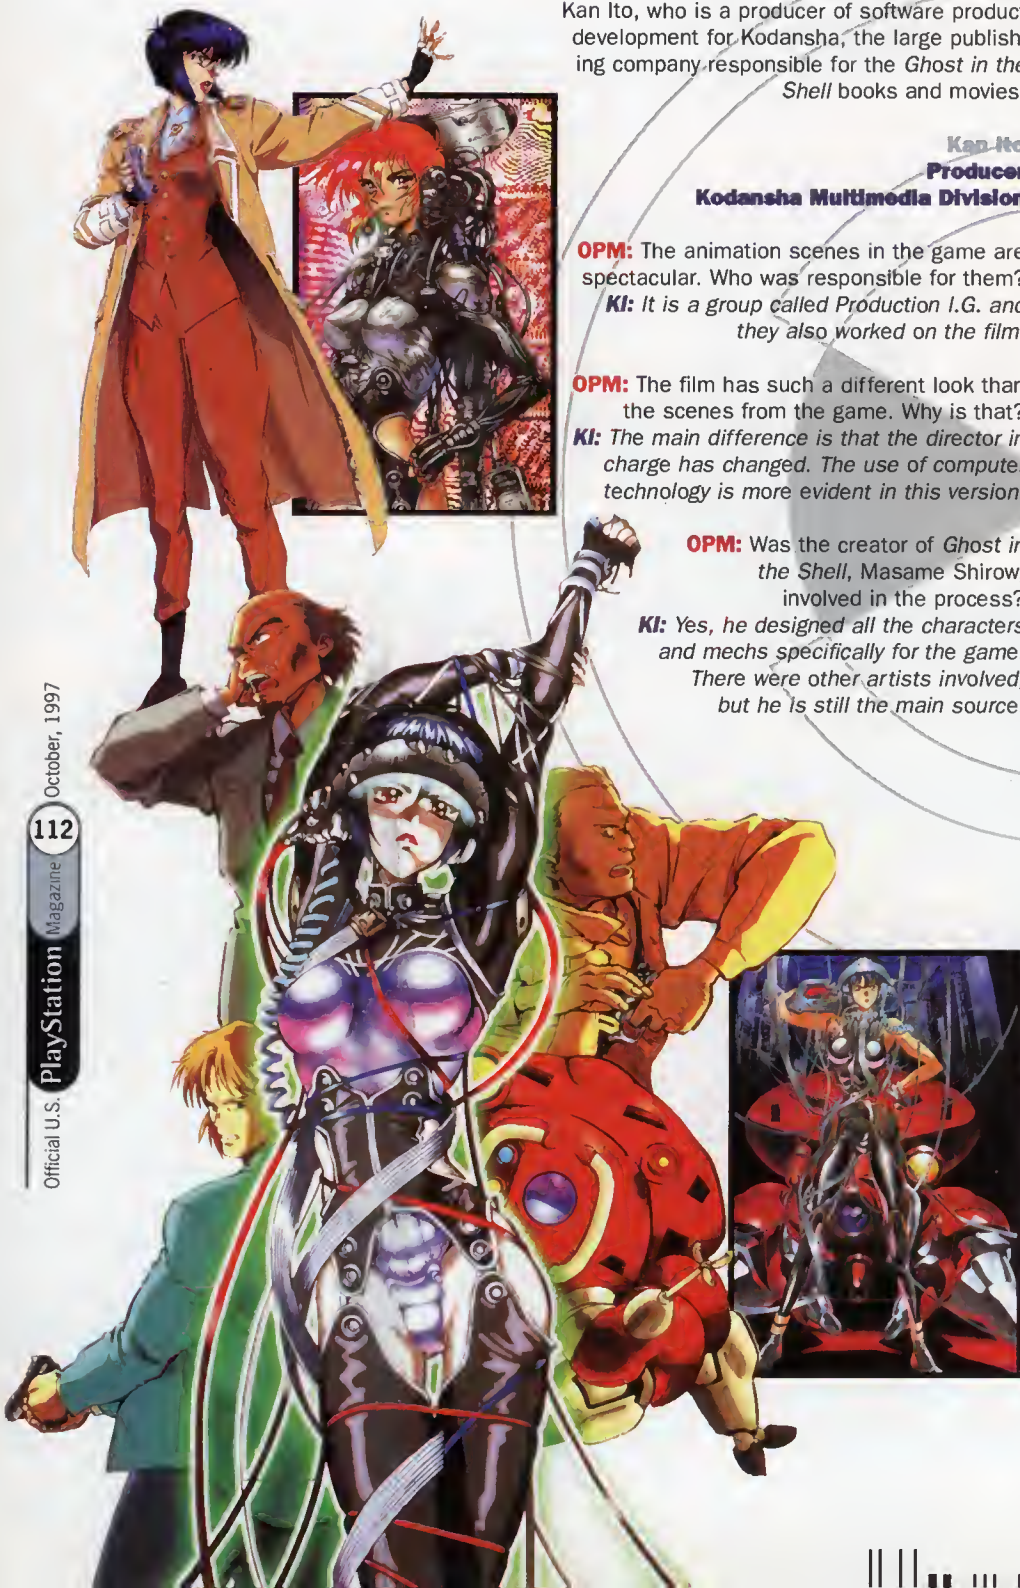 Kan Ito, who is a producer of software produc
development for Kodansha, the large publish
ing company responsible for the Ghost in the
Shell books and movies
Kan Ito
Producer
Kodansha Multimedia Division
OPM: The animation scenes in the game are
spectacular. Who was responsible for them?
KI: It is a group called Production I.G. and
they also worked on the film
OPM: The film has such a different look than
the scenes from the game. Why is that?
KI: The main difference is that the director in
charge has changed. The use of compute
technology is more evident in this version
OPM: Was the creator of Ghost in
the Shell, Masame Shirow
involved in the process?
KI: Yes, he designed all the characters
and mechs specifically for the game
There were other artists involved,
but he is still the main source
Official U.S. PlayStation Magazine 112 October, 1997